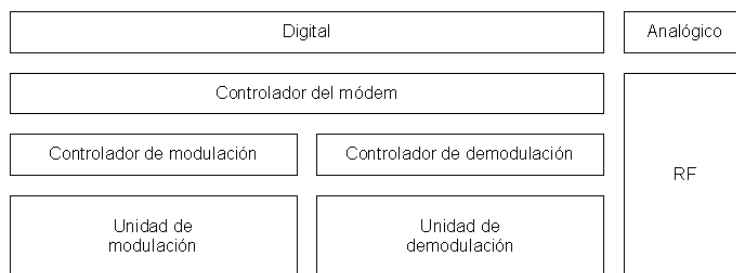 Digital
Analógico
Controlador del módem
Controlador de modulación
Controlador de demodulación
RF
Unidad de
modulación
Unidad de
demodulación